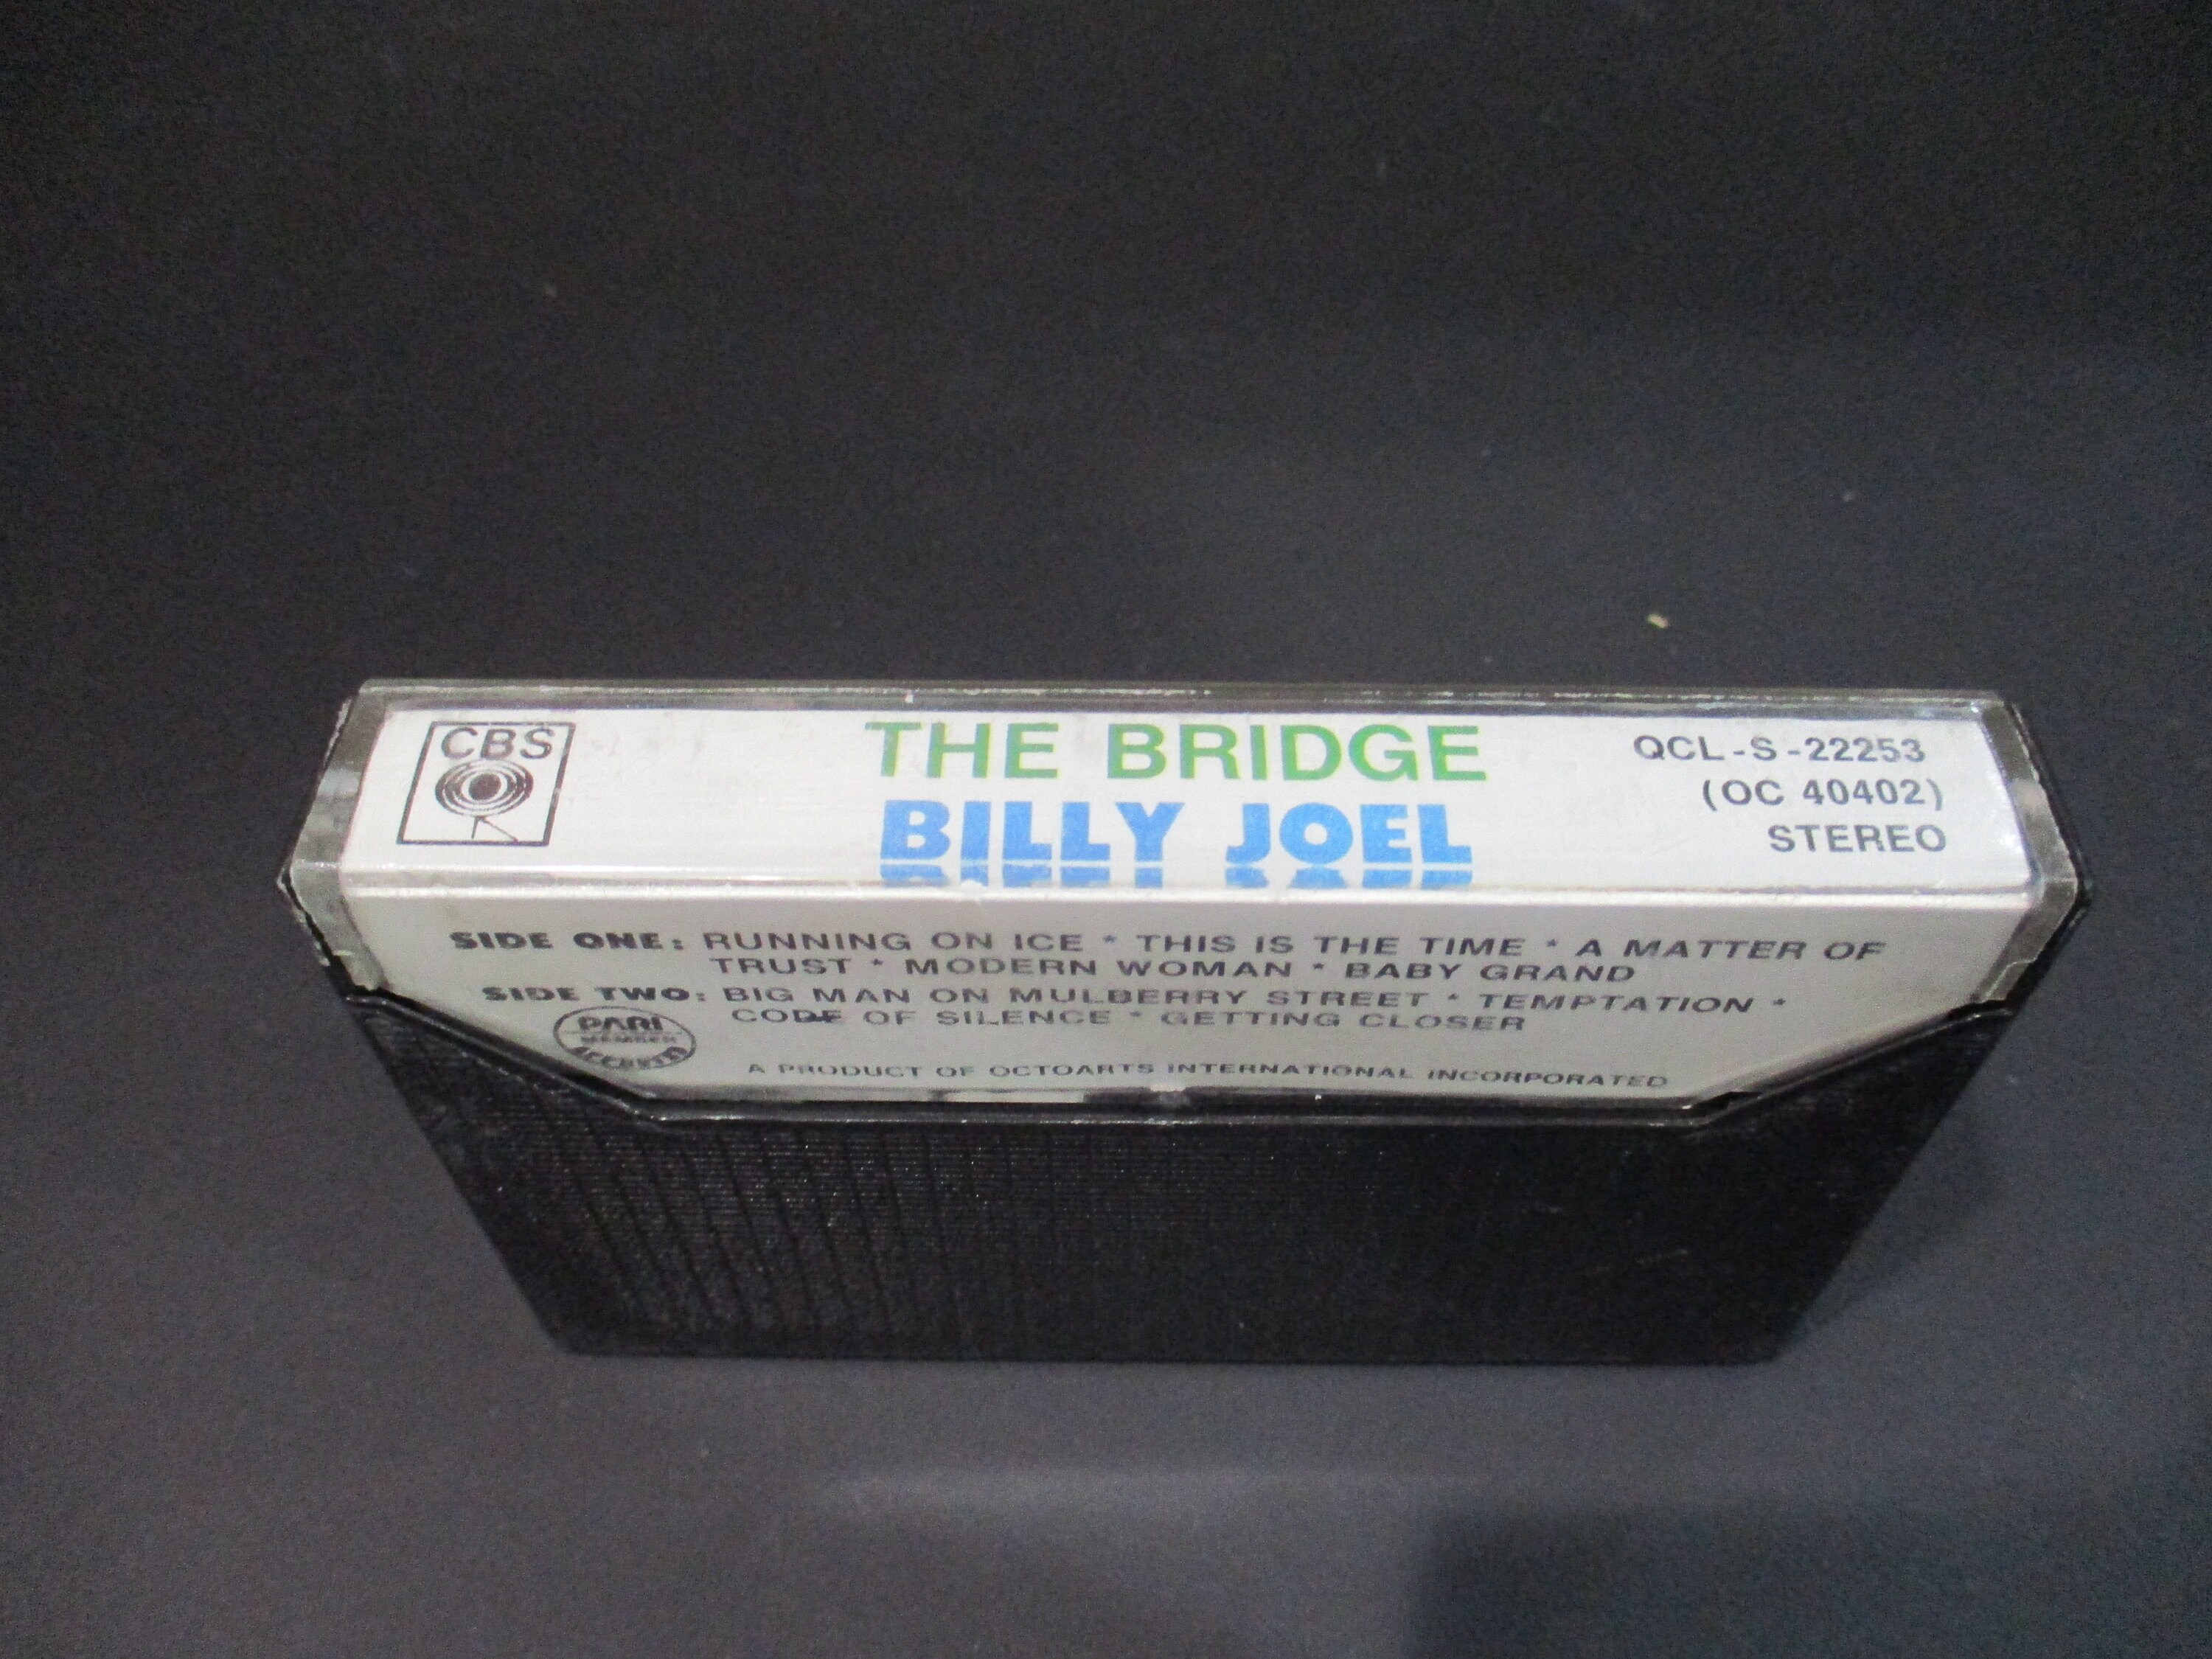 CBS
THE BRIDGE
BILLY JOEL
QCL-S-22253
(OC 40402)
STEREO
SIDE ONE: RUNNING ON ICE * THIS IS THE TIME * A MATTER OF
TRUST * MODERN WOMAN * BABY GRAND
SIDE TWO: BIG MAN ON MULBERRY STREET * TEMPTATION *
CODE OF SILENCE * GETTING CLOSER
PARI
MEMBER
A PRODUCT OF OCTOARTS INTERNATIONAL INCORPORATED